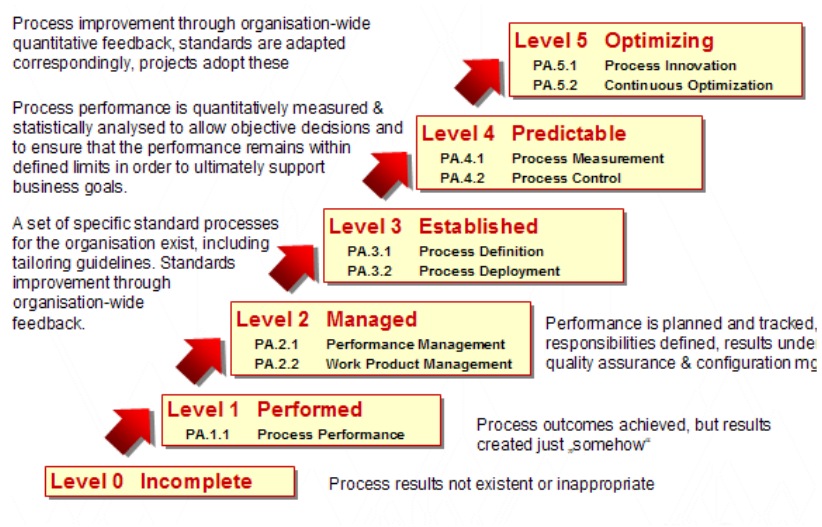 Process improvement through organisation-wide
quantitative feedback, standards are adapted
correspondingly, projects adopt these
Level 5 Optimizing
PA.5.1 Process Innovation
PA.5.2 Continuous Optimization
Process performance is quantitatively measured &
statistically analysed to allow objective decisions and
to ensure that the performance remains within
defined limits in order to ultimately support
business goals.
Level 4 Predictable
PA.4.1 Process Measurement
PA.4.2 Process Control
A set of specific standard processes
for the organisation exist, including
tailoring guidelines. Standards
improvement through
organisation-wide
feedback.
Level 3 Established
PA.3.1 Process Definition
PA.3.2 Process Deployment
Level 2 Managed
PA.2.1 Performance Management
PA.2.2 Work Product Management
Performance is planned and tracked,
responsibilities defined, results unde
quality assurance & configuration mg
Level 1 Performed
PA.1.1 Process Performance
Process outcomes achieved, but results
created just „somehow“
Level 0 Incomplete
Process results not existent or inappropriate